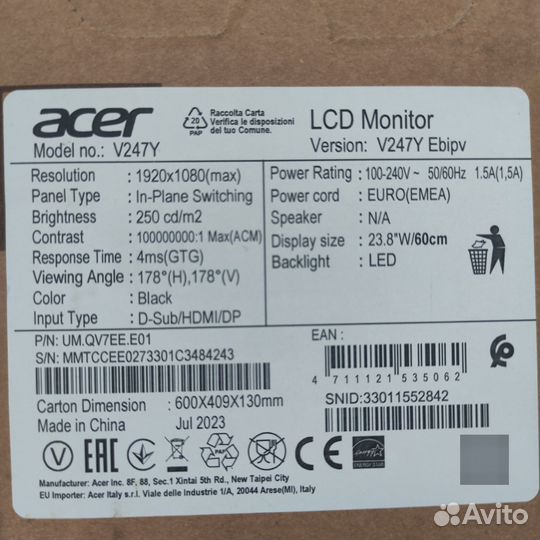 acer
20
PAP
Raccolta Carta
Verifica le disposizioni
del tuo Comune.
LCD Monitor
Model no.: V247Y
Version: V247Y Ebipv
Resolution : 1920x1080(max)
Panel Type : In-Plane Switching
Brightness : 250 cd/m2
Contrast : 100000000:1 Max(ACM)
Response Time : 4ms(GTG)
Viewing Angle : 178°(H),178°(V)
Color : Black
Input Type : D-Sub/HDMI/DP
Power Rating : 100-240V~ 50/60Hz 1.5A(1,5A)
Power cord : EURO(EMEA)
Speaker : N/A
Display size : 23.8"W/60cm
Backlight : LED
P/N: UM.QV7EE.E01
S/N: MMTCCEE0273301C3484243
EAN :
4 711121 535062
SNID:33011552842
Carton Dimension : 600X409X130mm
Made in China Jul 2023
CE
ENERGY STAR
Manufacturer: Acer Inc. 8F, 88, Sec.1 Xintai 5th Rd., New Taipei City
EU Importer: Acer Italy s.r.l. Viale delle Industrie 1/A, 20044 Arese(MI), Italy
Avito